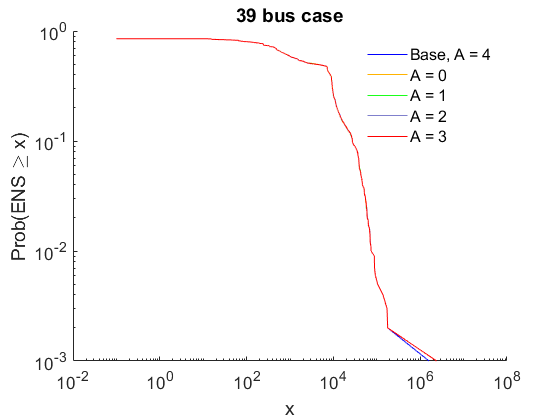 39 bus case
Base, A = 4
A = 0
A = 1
A = 2
A = 3
Prob(ENS ≥ x)
10^0
10^-1
10^-2
10^-3
10^-2 10^0 10^2 10^4 10^6 10^8
x